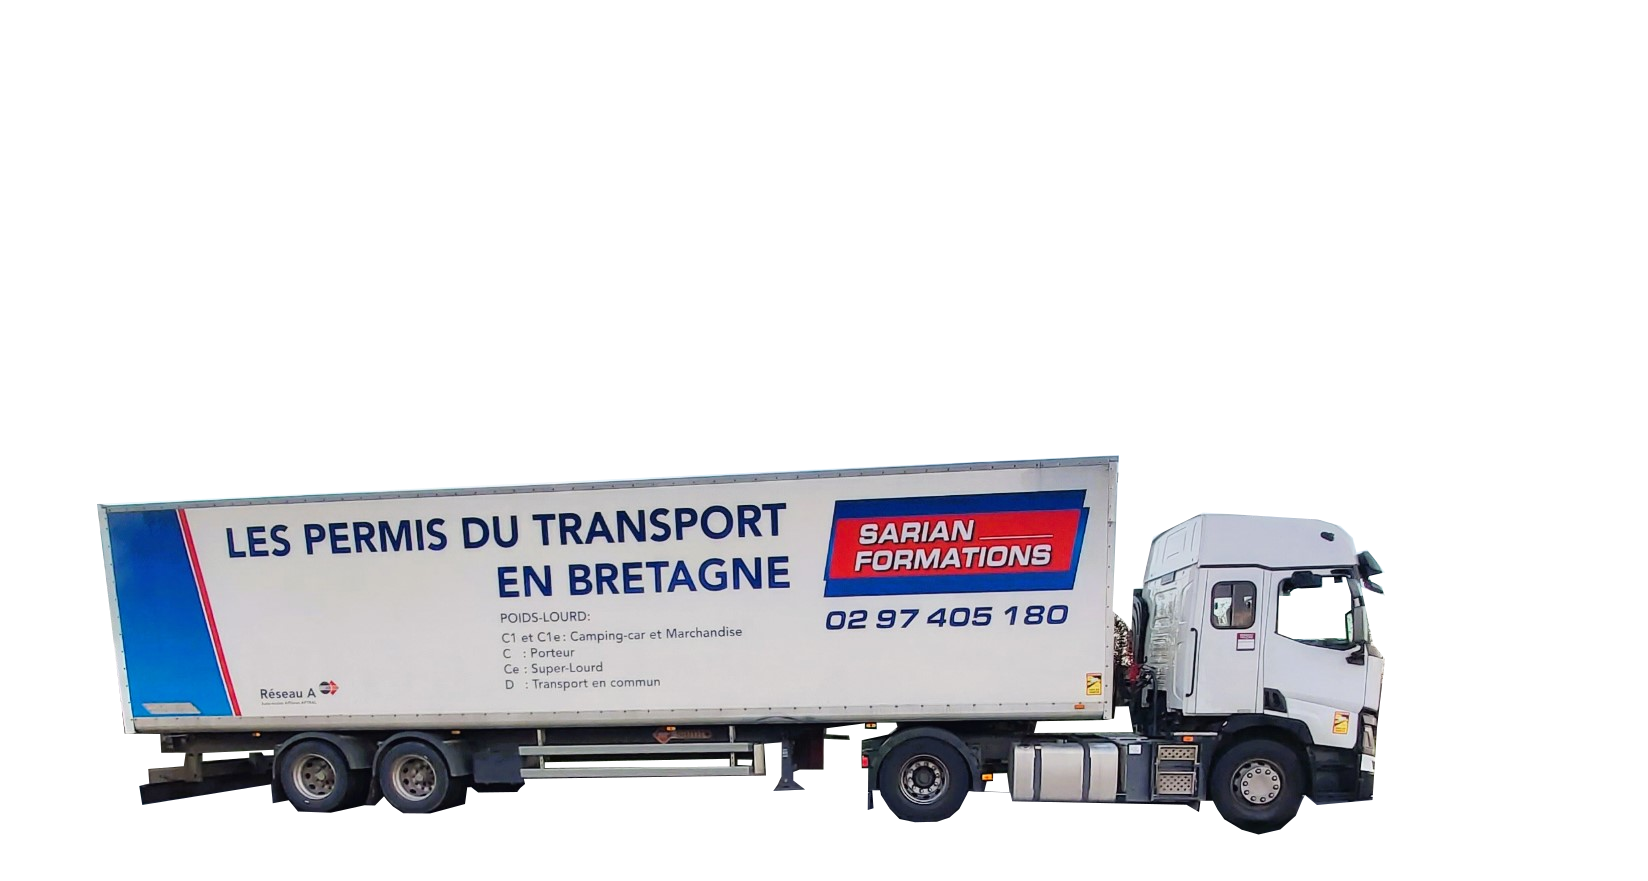 LES PERMIS DU TRANSPORT
EN BRETAGNE
SARIAN
FORMATIONS
02 97 405 180
POIDS-LOURD:
C1 et C1e : Camping-car et Marchandise
C : Porteur
Ce : Super-Lourd
D : Transport en commun
Réseau A